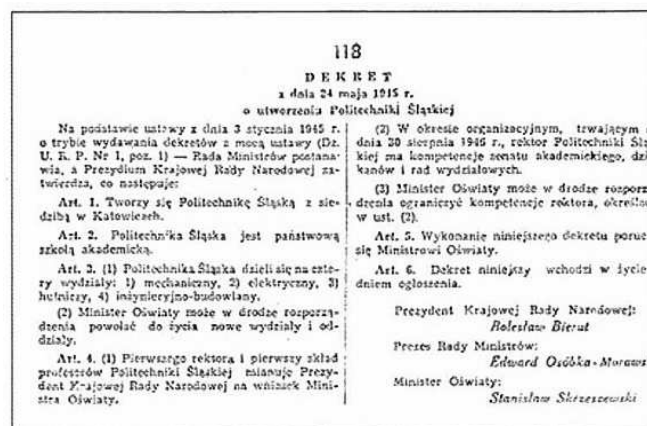 118
DEKRET
z dnia 24 maja 1945 r.
o utworzeniu Politechniki Śląskiej
Na podstawie ustawy z dnia 3 stycznia 1945 r.
o trybie wydawania dekretów z mocą ustawy (Dz.
U. R. P. Nr 1, poz. 1) — Rada Ministrów postana-
wia, a Prezydium Krajowej Rady Narodowej za-
twierdza, co następuje:
Art. 1. Tworzy się Politechnikę Śląską z sie-
dzibą w Katowicach.
Art. 2. Politechnika Śląska jest państwową
szkołą akademicką.
Art. 3. (1) Politechnika Śląska dzieli się na czte-
ry wydziały: 1) mechaniczny, 2) elektryczny, 3)
hutniczy, 4) inżynieryjno-budowlany.
(2) Minister Oświaty może w drodze rozporzą-
dzenia powołać do życia nowe wydziały i od-
działy.
Art. 4. (1) Pierwszego rektora i pierwszy skład
profesorów Politechniki Śląskiej mianuje Prezy-
dent Krajowej Rady Narodowej na wniosek Mini-
stra Oświaty.
(2) W okresie organizacyjnym, trwającym
dnia 30 sierpnia 1946 r., rektor Politechniki Ślą
kiej ma kompetencje senatu akademickiego, dzi
kanów i rad wydziałowych.
(3) Minister Oświaty może w drodze rozporz
dzenia ograniczyć kompetencje rektora, określo
w ust. (2).
Art. 5. Wykonanie niniejszego dekretu poruc
się Ministrowi Oświaty.
Art. 6. Dekret niniejszy wchodzi w życie
dniem ogłoszenia.
Prezydent Krajowej Rady Narodowej:
Bolesław Bierut
Prezes Rady Ministrów:
Edward Osóbka-Moraws
Minister Oświaty:
Stanisław Skrzeszewski